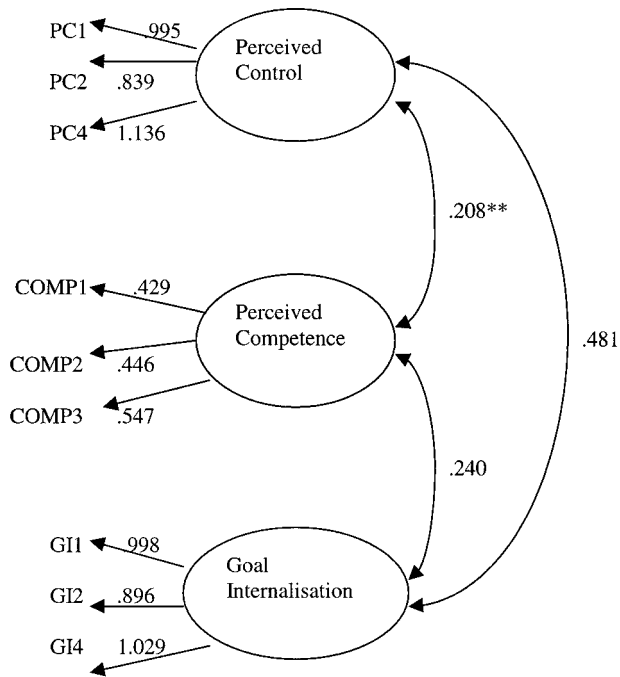 PC1
.995
Perceived
Control
PC2
.839
PC4
1.136
.208**
COMP1
.429
Perceived
Competence
COMP2
.446
COMP3
.547
.481
.240
GI1
.998
Goal
Internalisation
GI2
.896
GI4
1.029